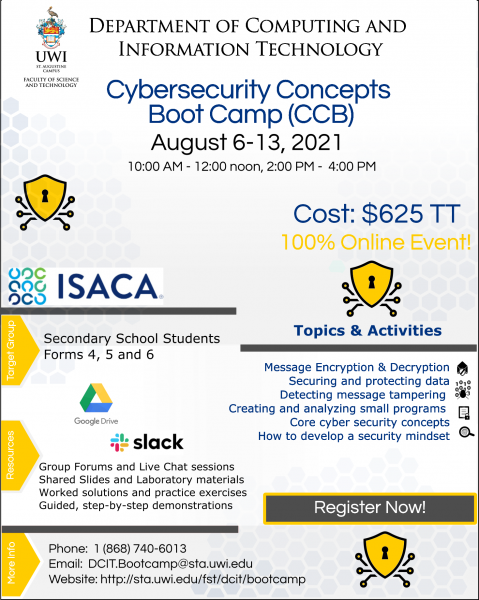 DEPARTMENT OF COMPUTING AND
INFORMATION TECHNOLOGY
UWI
ST. AUGUSTINE
CAMPUS
FACULTY OF SCIENCE
AND TECHNOLOGY
Cybersecurity Concepts
Boot Camp (CCB)
August 6-13, 2021
10:00 AM - 12:00 noon, 2:00 PM - 4:00 PM
Cost: $625 TT
100% Online Event!
ISACA®
Target Group
Secondary School Students
Forms 4, 5 and 6
Topics & Activities
Message Encryption & Decryption
Securing and protecting data
Detecting message tampering
Creating and analyzing small programs
Core cyber security concepts
How to develop a security mindset
Google Drive
slack
Resources
Group Forums and Live Chat sessions
Shared Slides and Laboratory materials
Worked solutions and practice exercises
Guided, step-by-step demonstrations
Register Now!
More Info
Phone: 1 (868) 740-6013
Email: DCIT.Bootcamp@sta.uwi.edu
Website: http://sta.uwi.edu/fst/dcit/bootcamp